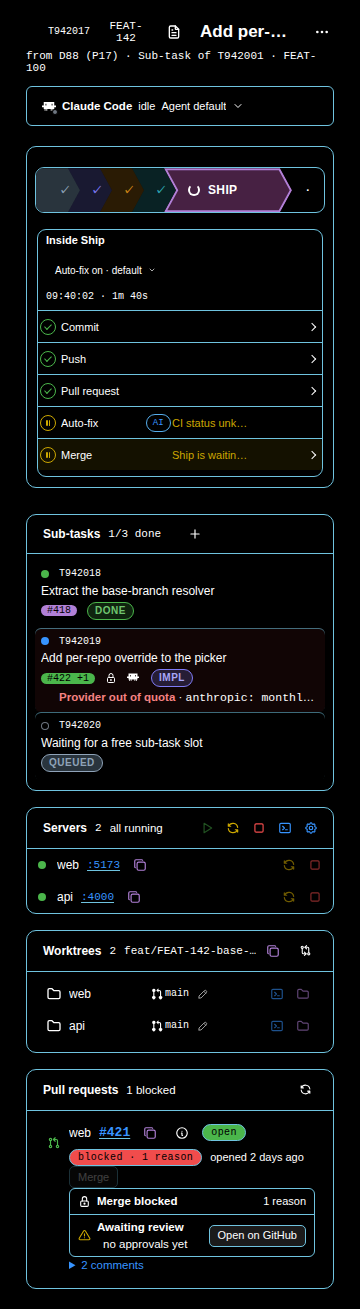 T942017 FEAT-142 Add per-…
from D88 (P17) · Sub-task of T942001 · FEAT-100
Claude Code idle Agent default
SHIP
Inside Ship
Auto-fix on · default
09:40:02 · 1m 40s
Commit
Push
Pull request
Auto-fix AI CI status unk…
Merge Ship is waitin…
Sub-tasks 1/3 done
T942018
Extract the base-branch resolver
#418 DONE
T942019
Add per-repo override to the picker
#422 +1 IMPL
Provider out of quota · anthropic: monthl…
T942020
Waiting for a free sub-task slot
QUEUED
Servers 2 all running
web :5173
api :4000
Worktrees 2 feat/FEAT-142-base-…
web main
api main
Pull requests 1 blocked
web #421 open
blocked · 1 reason opened 2 days ago
Merge
Merge blocked 1 reason
Awaiting review
no approvals yet
Open on GitHub
2 comments